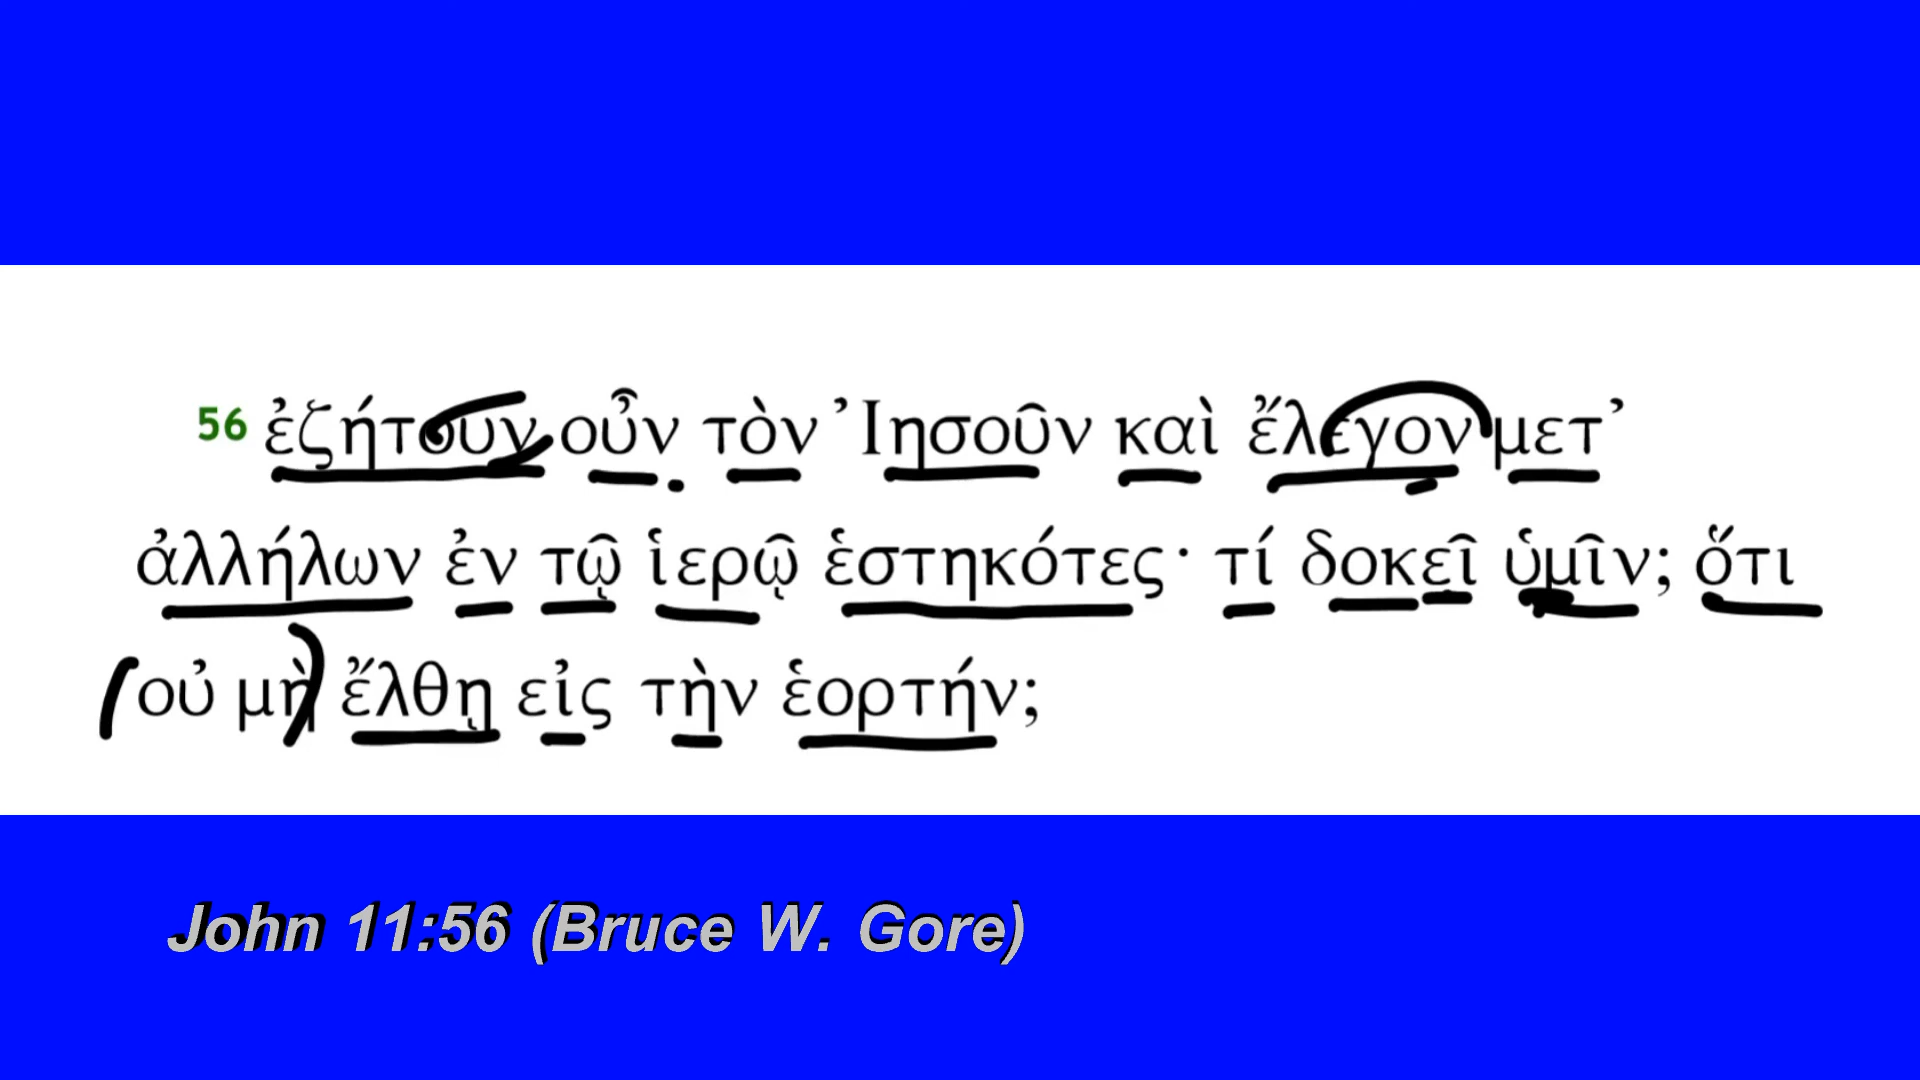 56 ἐζήτουν οὖν τὸν ᾿Ιησοῦν καὶ ἔλεγον μετ᾿
ἀλλήλων ἐν τῷ ἱερῷ ἑστηκότες· τί δοκεῖ ὑμῖν; ὅτι
οὐ μὴ ἔλθῃ εἰς τὴν ἑορτήν;
John 11:56 (Bruce W. Gore)